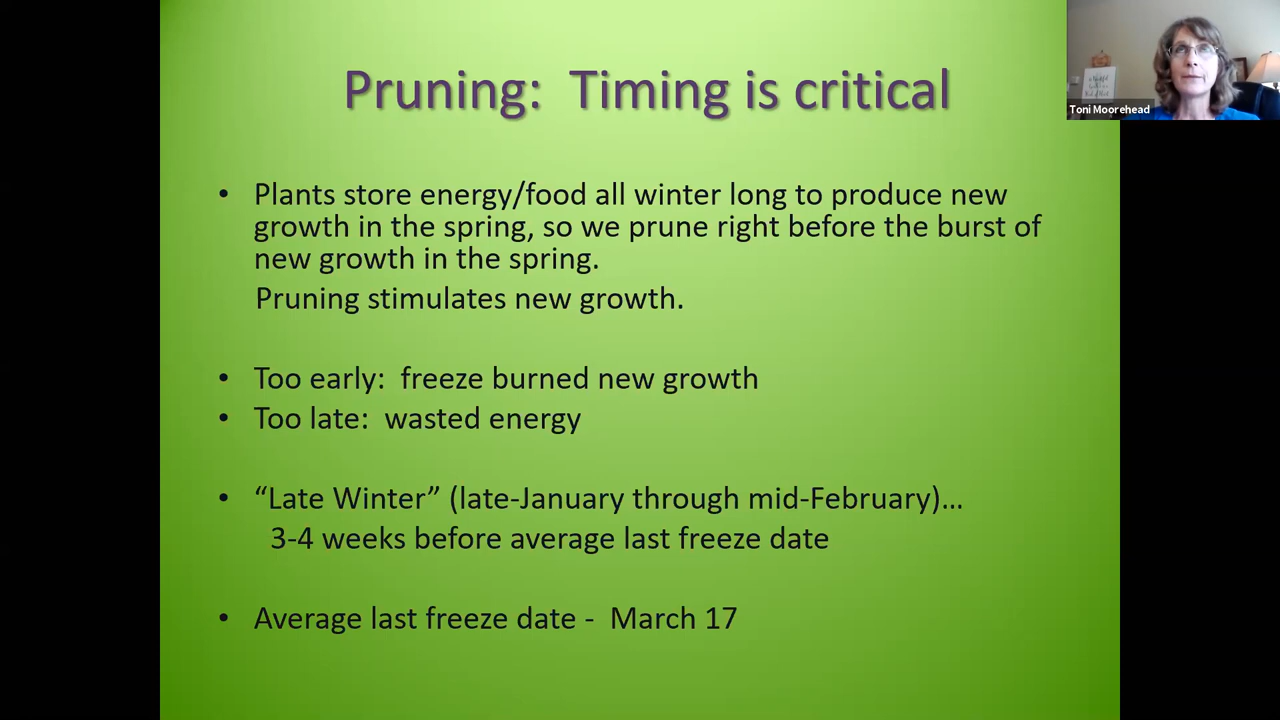 Pruning:  Timing is critical
Toni Moorehead
• Plants store energy/food all winter long to produce new
growth in the spring, so we prune right before the burst of
new growth in the spring.
Pruning stimulates new growth.
• Too early:  freeze burned new growth
• Too late:  wasted energy
• “Late Winter” (late-January through mid-February)…
3-4 weeks before average last freeze date
• Average last freeze date -  March 17